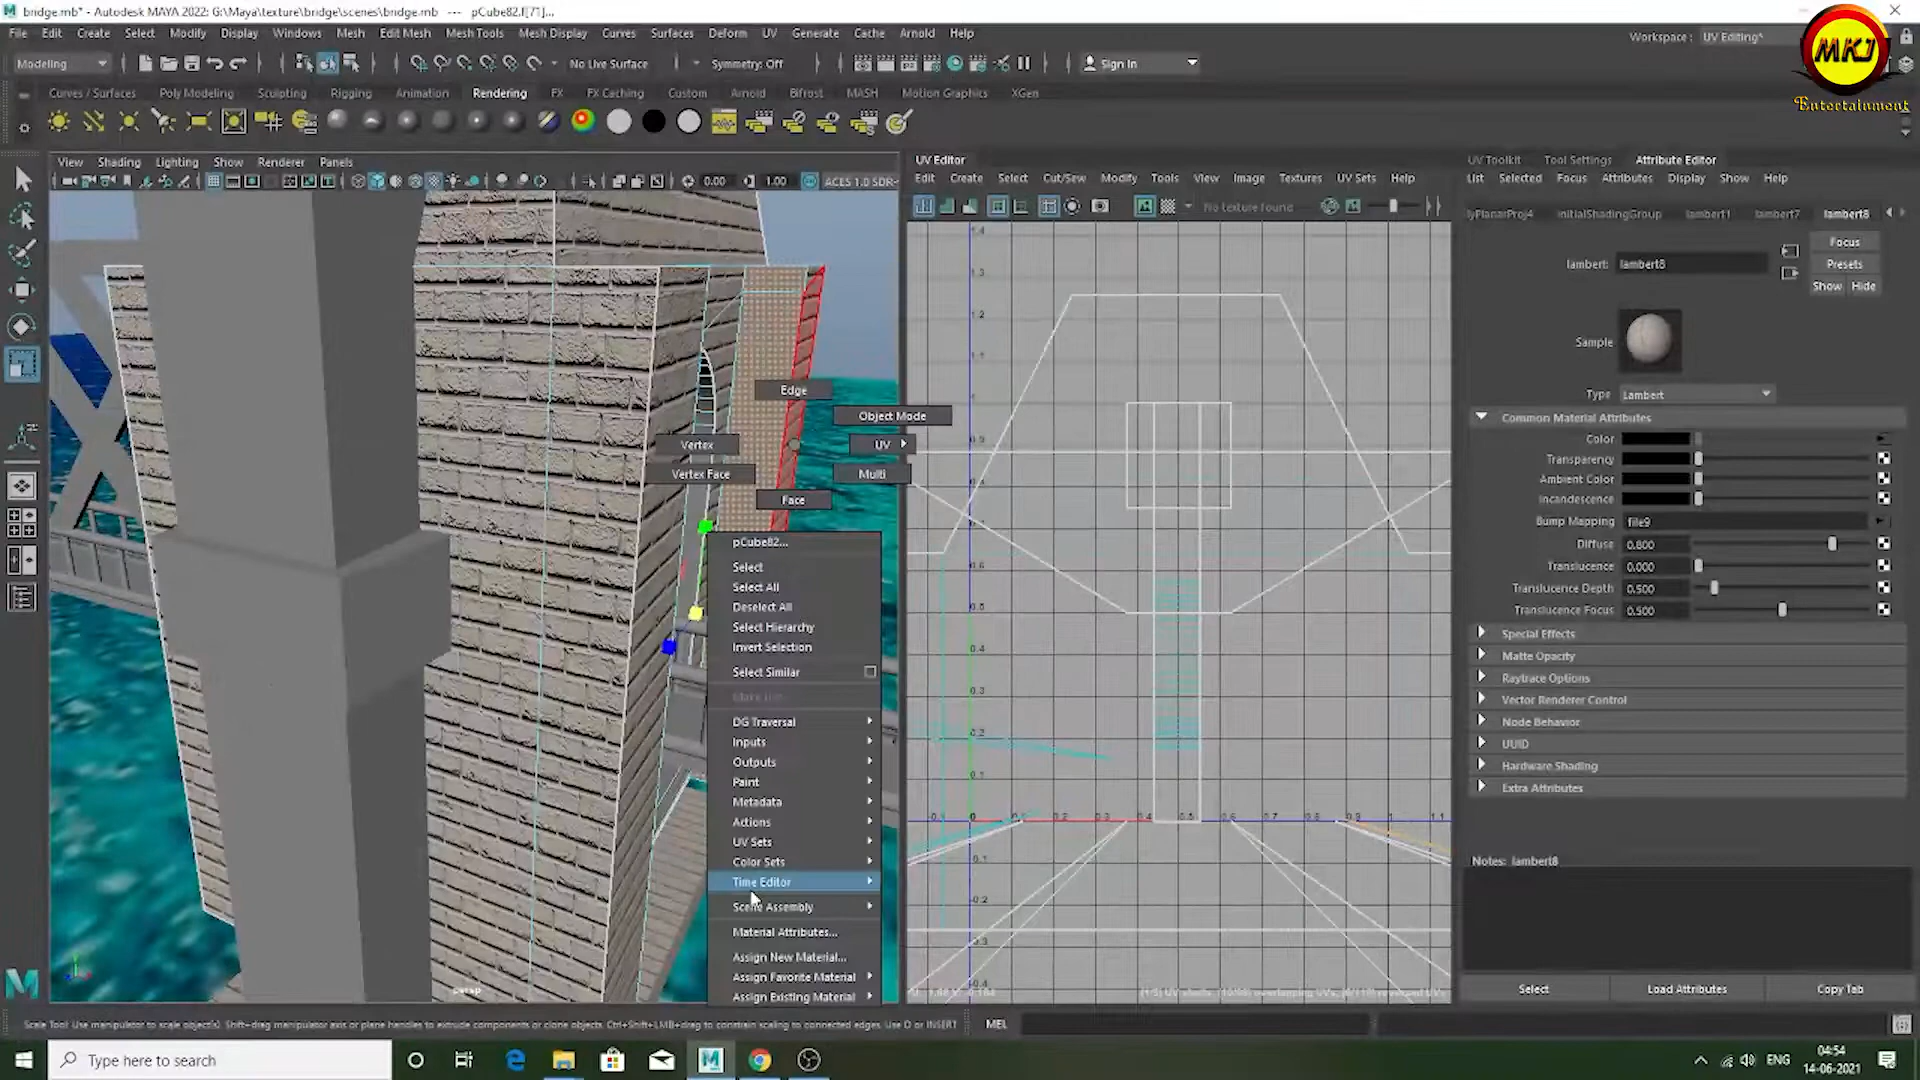 bridge.mb* - Autodesk MAYA 2022: G:\Maya\texture\bridge\scenes\bridge.mb --- pCube82.f[71]...
File Edit Create Select Modify Display Windows Mesh Edit Mesh Mesh Tools Mesh Display Curves Surfaces Deform UV Generate Cache Arnold Help
Workspace : UV Editing*
MKJ
Entertainment
Modeling No Live Surface Symmetry: Off Sign In
Curves / Surfaces Poly Modeling Sculpting Rigging Animation Rendering FX FX Caching Custom Arnold Bifrost MASH Motion Graphics XGen
View Shading Lighting Show Renderer Panels
0.00 1.00 ACES 1.0 SDR-
UV Editor
Edit Create Select Cut/Sew Modify Tools View Image Textures UV Sets Help
No texture found
UV Toolkit Tool Settings Attribute Editor
List Selected Focus Attributes Display Show Help
lyPlanarProj4 initialShadingGroup lambert1 lambert7 lambert8
Focus
lambert: lambert8
Presets
Show Hide
Sample
Type Lambert
Common Material Attributes
Color
Transparency
Ambient Color
Incandescence
Bump Mapping file9
Diffuse 0.800
Translucence 0.000
Translucence Depth 0.500
Translucence Focus 0.500
Special Effects
Matte Opacity
Raytrace Options
Vector Renderer Control
Node Behavior
UUID
Hardware Shading
Extra Attributes
Notes: lambert8
Select Load Attributes Copy Tab
Edge
Object Mode
Vertex
UV
Vertex Face
Multi
Face
pCube82...
Select
Select All
Deselect All
Select Hierarchy
Invert Selection
Select Similar
DG Traversal
Inputs
Outputs
Paint
Metadata
Actions
UV Sets
Color Sets
Time Editor
Scene Assembly
Material Attributes...
Assign New Material...
Assign Favorite Material
Assign Existing Material
persp
Scale Tool: Use manipulator to scale object(s). Shift+drag manipulator axis or plane handles to extrude components or clone objects. Ctrl+Shift+LMB+drag to constrain scaling to connected edges. Use D or INSERT
MEL
Type here to search
ENG
04:54
14-06-2021